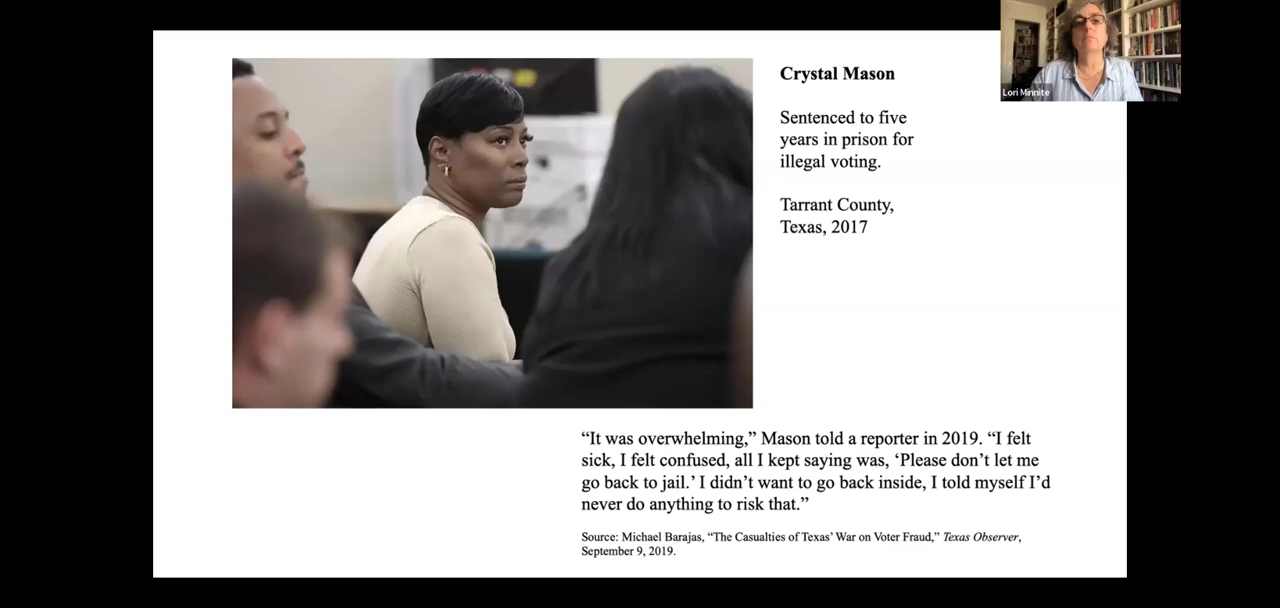 Crystal Mason
Sentenced to five
years in prison for
illegal voting.
Tarrant County,
Texas, 2017
Lori Minnite
“It was overwhelming,” Mason told a reporter in 2019. “I felt
sick, I felt confused, all I kept saying was, ‘Please don’t let me
go back to jail.’ I didn’t want to go back inside, I told myself I’d
never do anything to risk that.”
Source: Michael Barajas, “The Casualties of Texas’ War on Voter Fraud,” Texas Observer,
September 9, 2019.